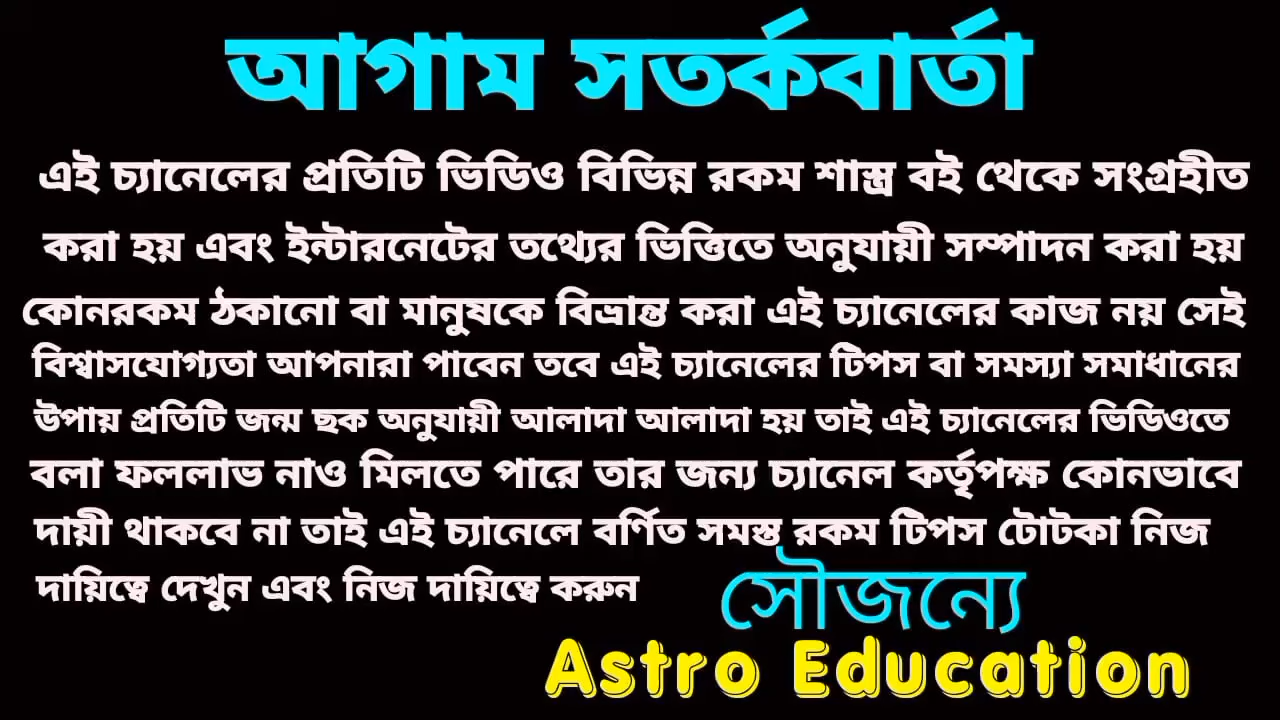 আগাম সতর্কবার্তা
এই চ্যানেলের প্রতিটি ভিডিও বিভিন্ন রকম শাস্ত্র বই থেকে সংগ্রহীত
করা হয় এবং ইন্টারনেটের তথ্যের ভিত্তিতে অনুযায়ী সম্পাদন করা হয়
কোনরকম ঠকানো বা মানুষকে বিভ্রান্ত করা এই চ্যানেলের কাজ নয় সেই
বিশ্বাসযোগ্যতা আপনারা পাবেন তবে এই চ্যানেলের টিপস বা সমস্যা সমাধানের
উপায় প্রতিটি জন্ম ছক অনুযায়ী আলাদা আলাদা হয় তাই এই চ্যানেলের ভিডিওতে
বলা ফললাভ নাও মিলতে পারে তার জন্য চ্যানেল কর্তৃপক্ষ কোনভাবে
দায়ী থাকবে না তাই এই চ্যানেলে বর্ণিত সমস্ত রকম টিপস টোটকা নিজ
দায়িত্বে দেখুন এবং নিজ দায়িত্বে করুন
সৌজন্যে
Astro Education